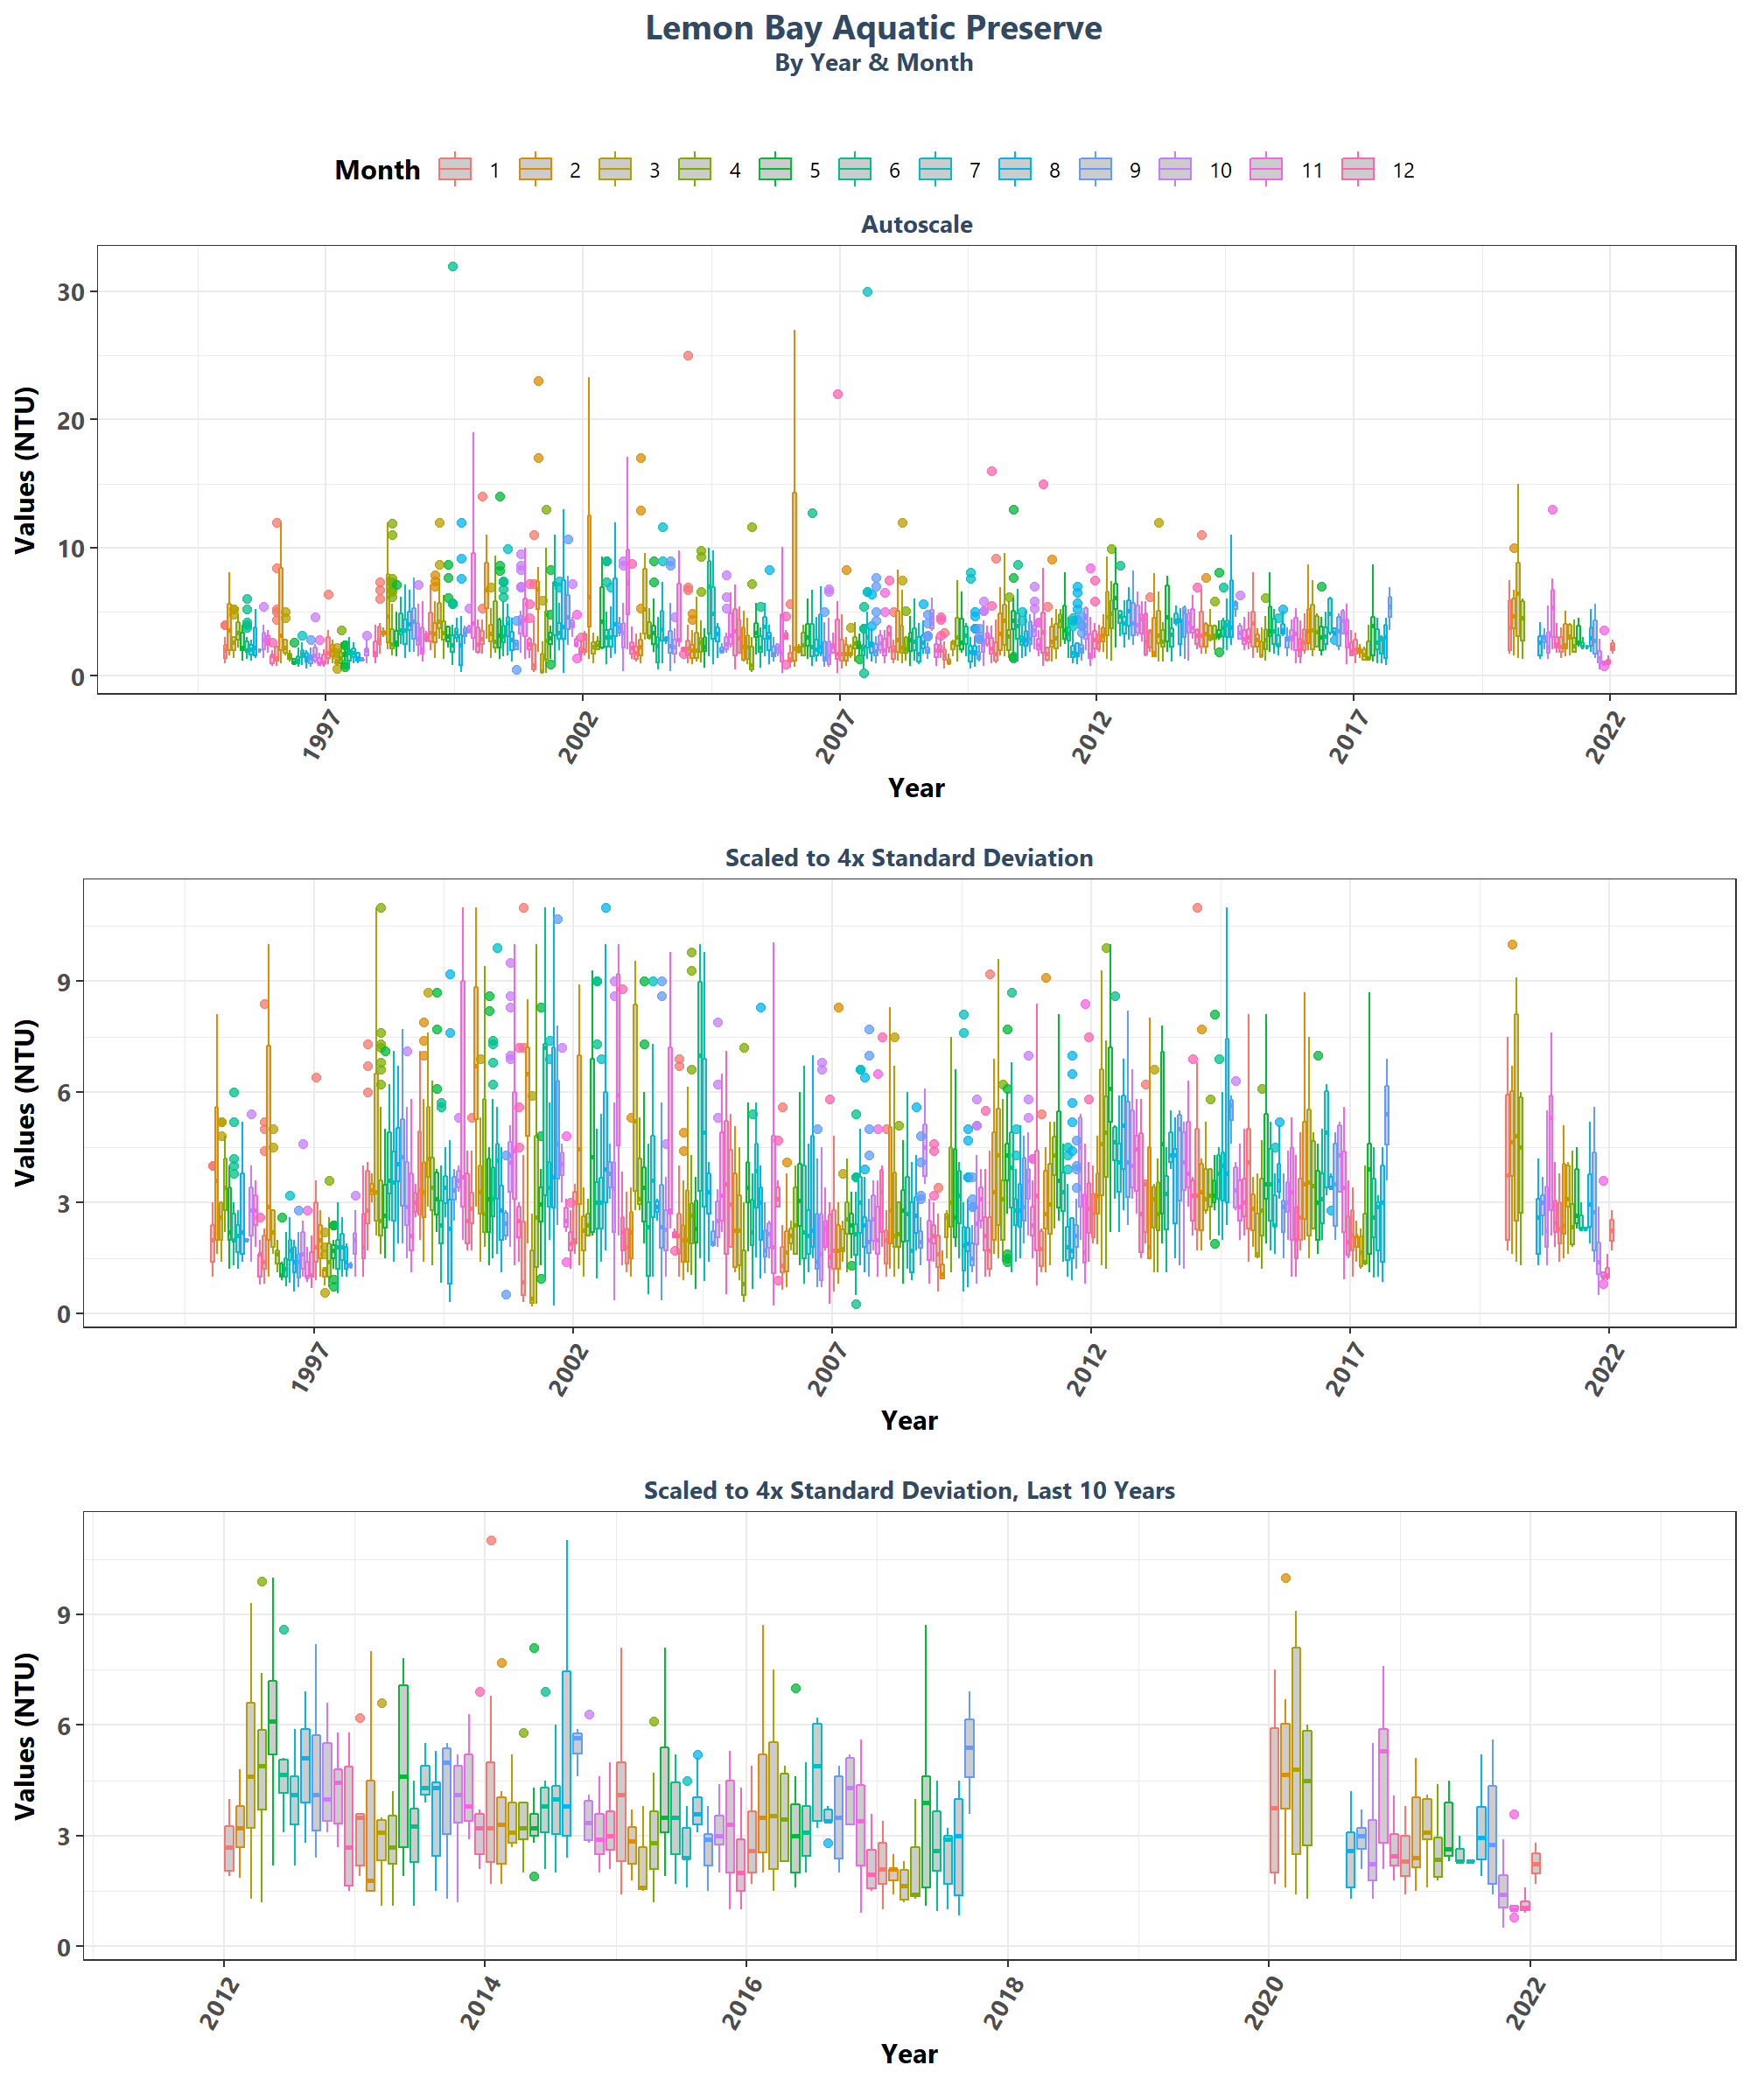 Lemon Bay Aquatic Preserve
By Year & Month
Month 1 2 3 4 5 6 7 8 9 10 11 12
Autoscale
Values (NTU)
30
20
10
0
1997 2002 2007 2012 2017 2022
Year
Scaled to 4x Standard Deviation
Values (NTU)
9
6
3
0
1997 2002 2007 2012 2017 2022
Year
Scaled to 4x Standard Deviation, Last 10 Years
Values (NTU)
9
6
3
0
2012 2014 2016 2018 2020 2022
Year